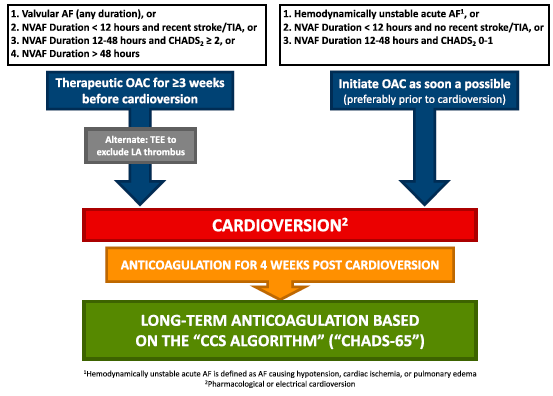 1. Valvular AF (any duration), or
2. NVAF Duration < 12 hours and recent stroke/TIA, or
3. NVAF Duration 12-48 hours and CHADS₂ ≥ 2, or
4. NVAF Duration > 48 hours
1. Hemodynamically unstable acute AF¹, or
2. NVAF Duration < 12 hours and no recent stroke/TIA, or
3. NVAF Duration 12-48 hours and CHADS₂ 0-1
Therapeutic OAC for ≥3 weeks
before cardioversion
Initiate OAC as soon a possible
(preferably prior to cardioversion)
Alternate: TEE to
exclude LA thrombus
CARDIOVERSION²
ANTICOAGULATION FOR 4 WEEKS POST CARDIOVERSION
LONG-TERM ANTICOAGULATION BASED
ON THE “CCS ALGORITHM” (“CHADS-65”)
¹Hemodynamically unstable acute AF is defined as AF causing hypotension, cardiac ischemia, or pulmonary edema
²Pharmacological or electrical cardioversion